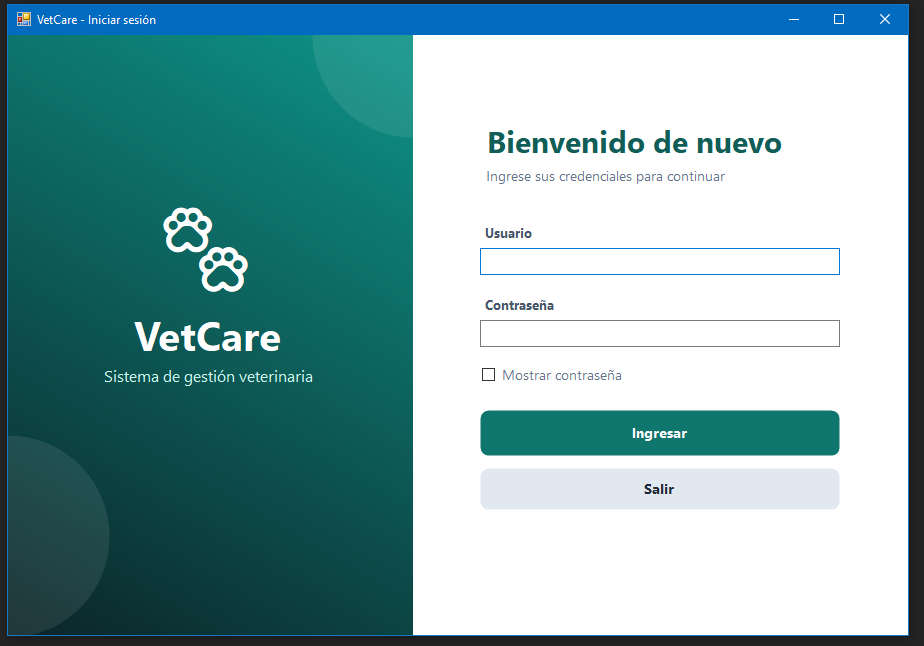 VetCare - Iniciar sesión
VetCare
Sistema de gestión veterinaria
Bienvenido de nuevo
Ingrese sus credenciales para continuar
Usuario
Contraseña
Mostrar contraseña
Ingresar
Salir